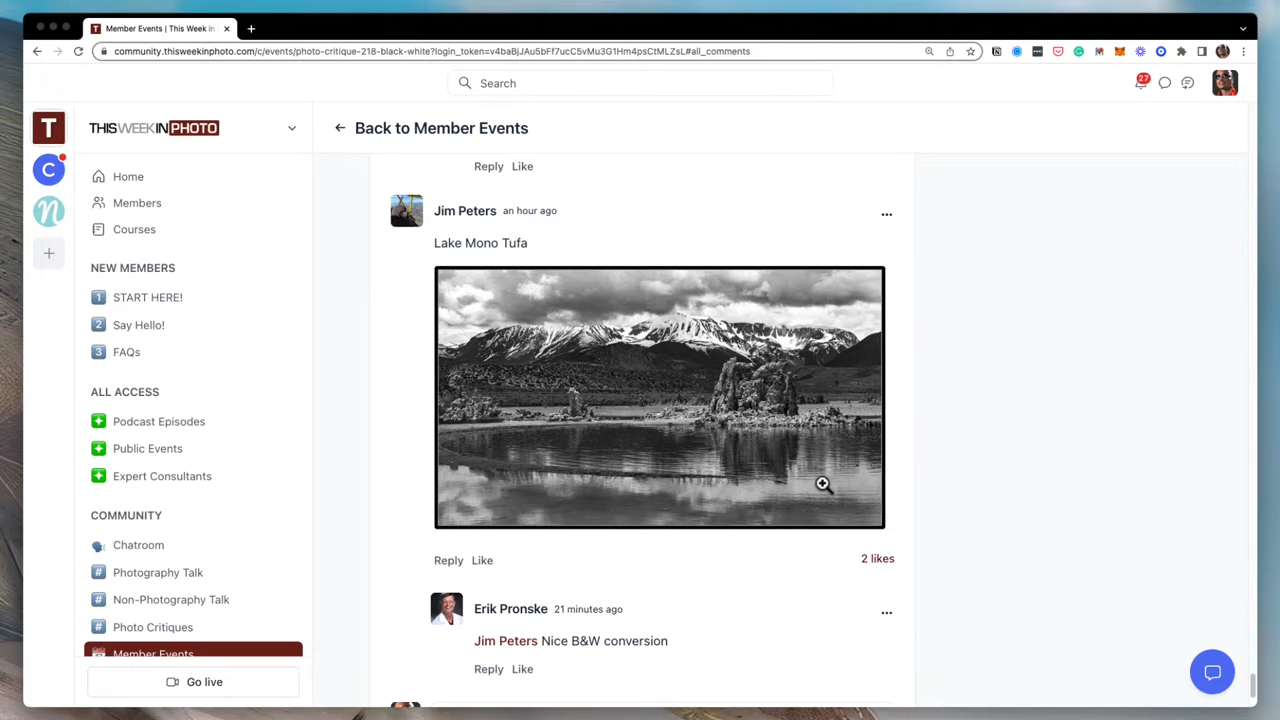 Member Events | This Week in
community.thisweekinphoto.com/c/events/photo-critique-218-black-white?login_token=v4baBjJAu5bFf7ucC5vMu3G1Hm4psCtMLZsL#all_comments
Search
27
T
THISWEEKINPHOTO
Back to Member Events
C
n
Home
Members
Courses
NEW MEMBERS
1 START HERE!
2 Say Hello!
3 FAQs
ALL ACCESS
Podcast Episodes
Public Events
Expert Consultants
COMMUNITY
Chatroom
# Photography Talk
# Non-Photography Talk
# Photo Critiques
Member Events
Go live
Reply Like
Jim Peters an hour ago
Lake Mono Tufa
Reply Like
2 likes
Erik Pronske 21 minutes ago
Jim Peters Nice B&W conversion
Reply Like